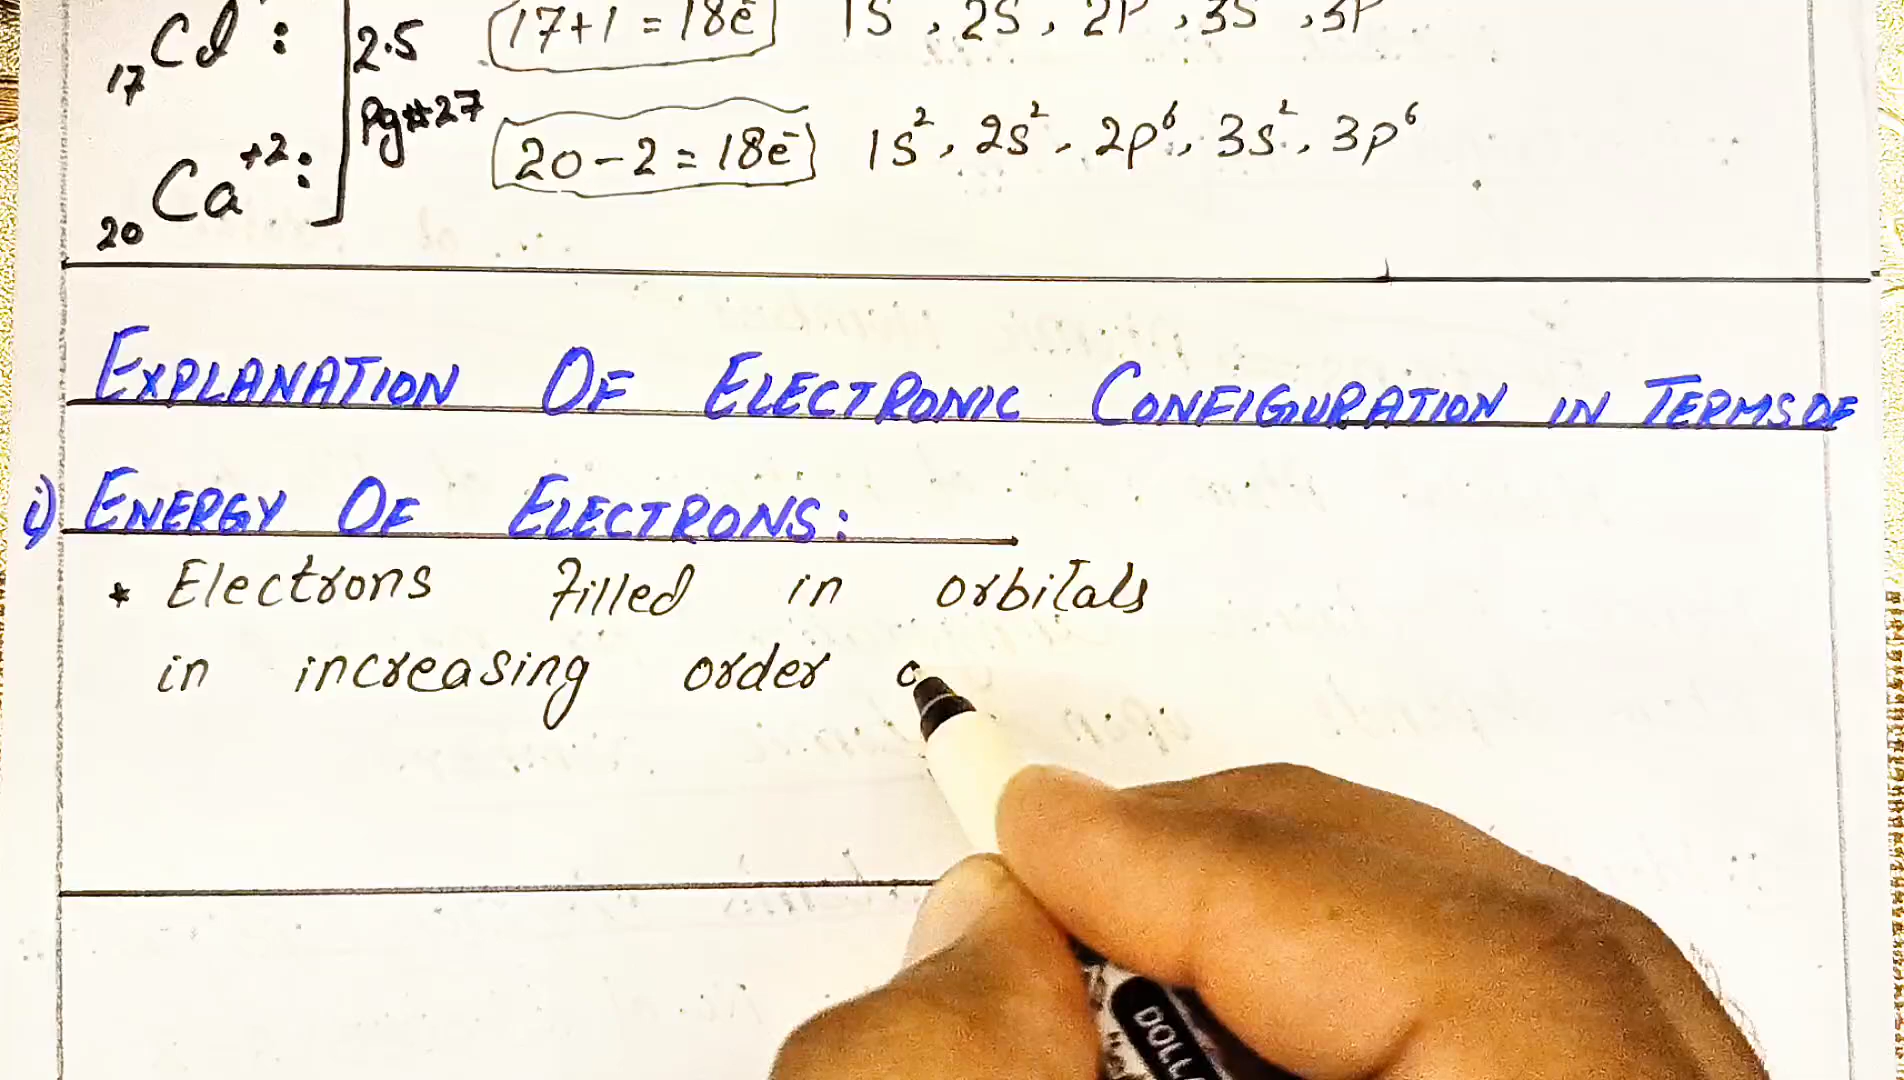 17Cl : 2.5 17+1 = 18e⁻ 1s , 2s , 2p , 3s , 3p
Pg#27
20Ca⁺²: 20-2 = 18e⁻ 1s², 2s², 2p⁶, 3s², 3p⁶
EXPLANATION OF ELECTRONIC CONFIGURATION IN TERMS OF
i) ENERGY OF ELECTRONS:
* Electrons filled in orbitals
in increasing order o
DOLL